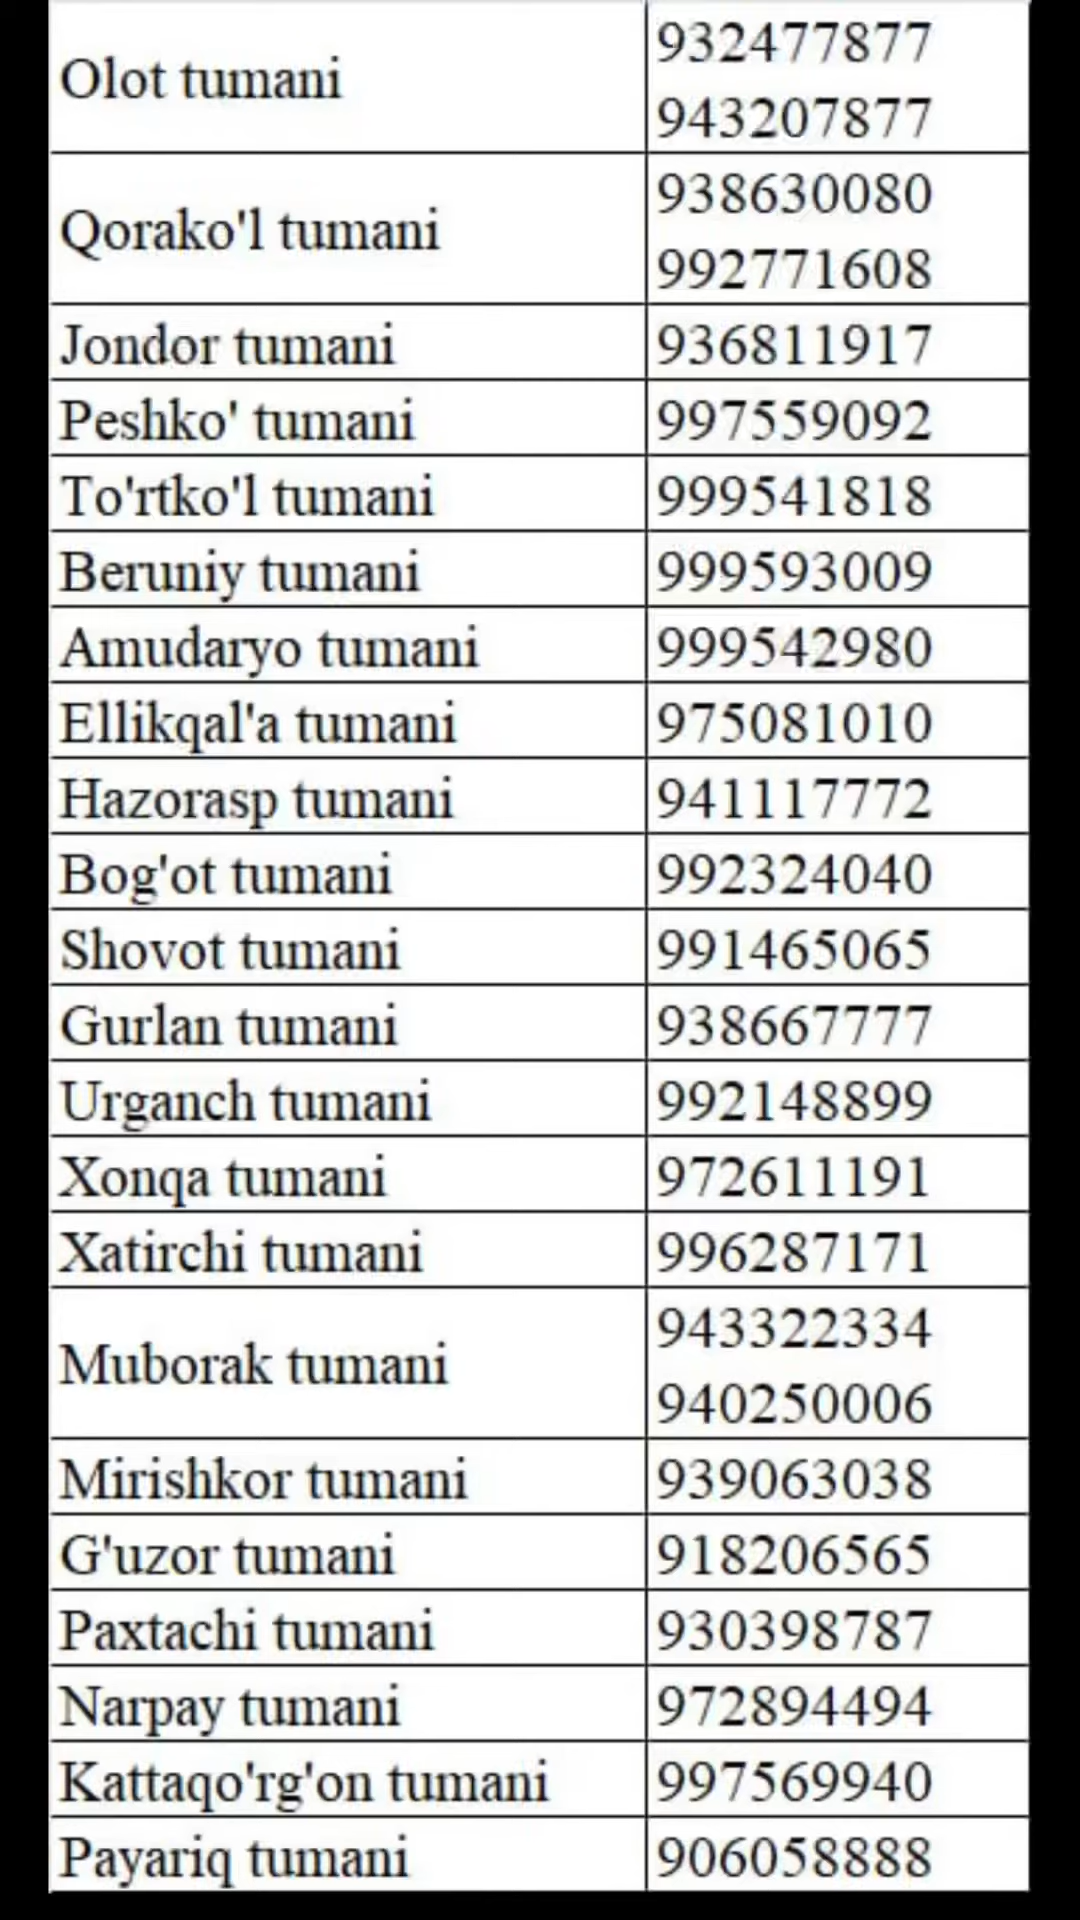 Olot tumani
932477877
943207877
Qorako'l tumani
938630080
992771608
Jondor tumani 936811917
Peshko' tumani 997559092
To'rtko'l tumani 999541818
Beruniy tumani 999593009
Amudaryo tumani 999542980
Ellikqal'a tumani 975081010
Hazorasp tumani 941117772
Bog'ot tumani 992324040
Shovot tumani 991465065
Gurlan tumani 938667777
Urganch tumani 992148899
Xonqa tumani 972611191
Xatirchi tumani 996287171
Muborak tumani
943322334
940250006
Mirishkor tumani 939063038
G'uzor tumani 918206565
Paxtachi tumani 930398787
Narpay tumani 972894494
Kattaqo'rg'on tumani 997569940
Payariq tumani 906058888